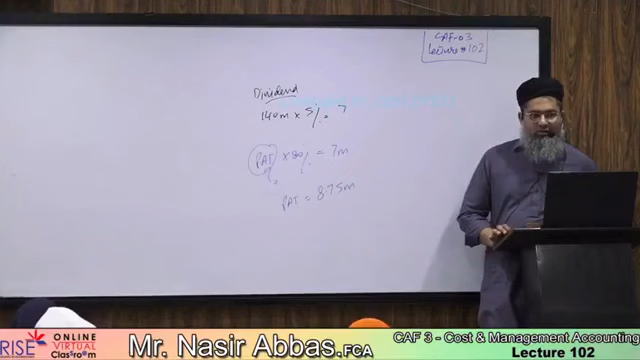 CAF-03
Lecture # 102
Dividend
140m x 5% = 7
PAT x 80% = 7m
PAT = 8.75m
RISE
ONLINE
VIRTUAL
Classroom
Mr. Nasir Abbas.FCA
CAF 3 - Cost & Management Accounting
Lecture 102